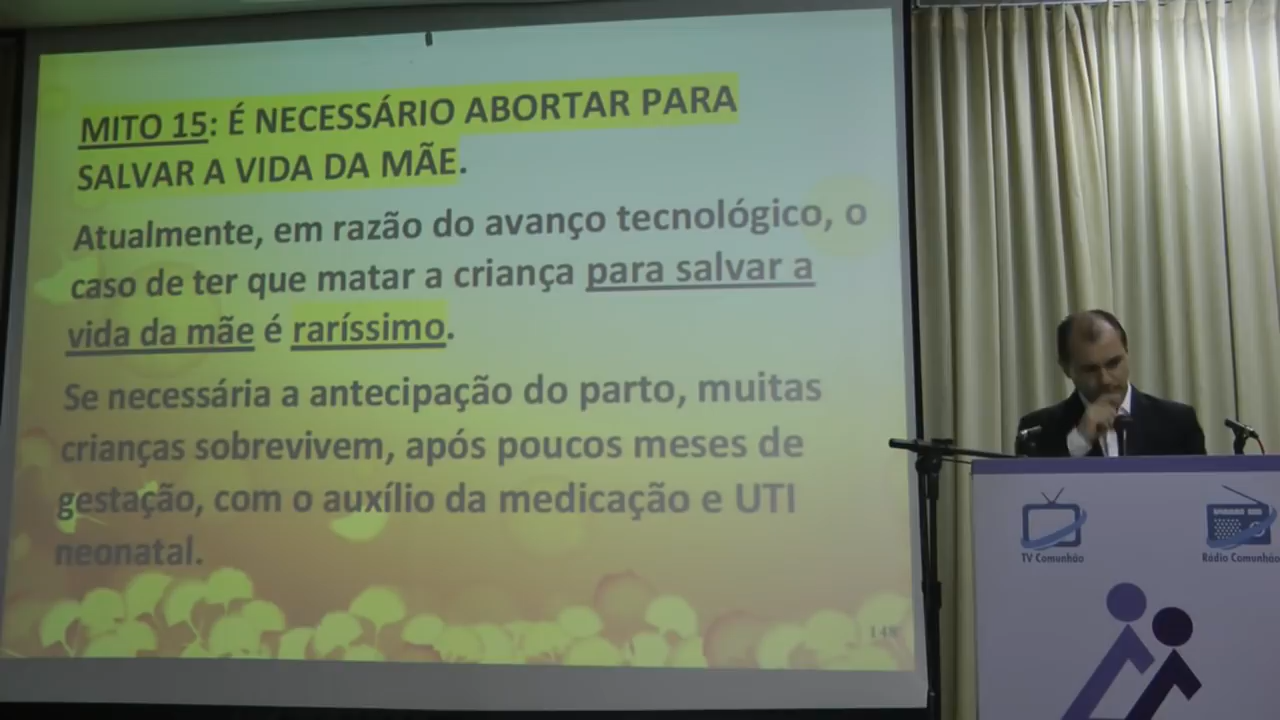 MITO 15: É NECESSÁRIO ABORTAR PARA
SALVAR A VIDA DA MÃE.
Atualmente, em razão do avanço tecnológico, o
caso de ter que matar a criança para salvar a
vida da mãe é raríssimo.
Se necessária a antecipação do parto, muitas
crianças sobrevivem, após poucos meses de
gestação, com o auxílio da medicação e UTI
neonatal.
TV Comunhão
Rádio Comunhão